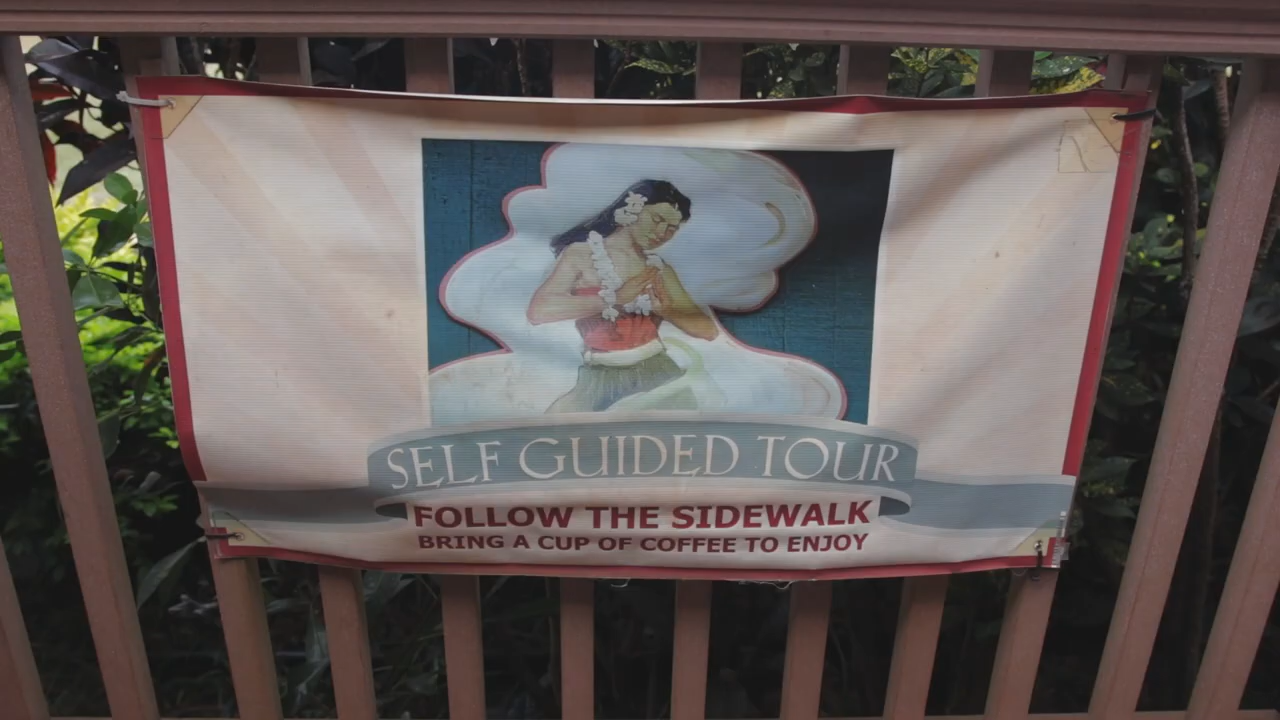 SELF GUIDED TOUR
FOLLOW THE SIDEWALK
BRING A CUP OF COFFEE TO ENJOY